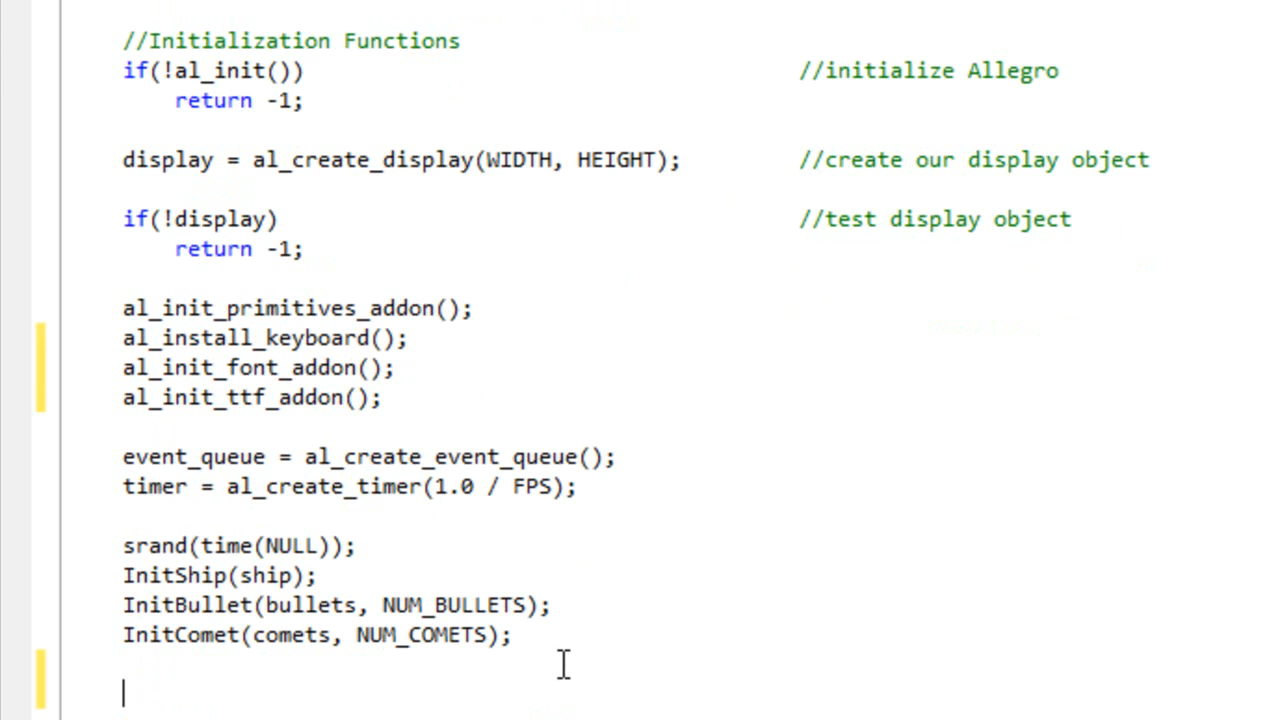 //Initialization Functions
if(!al_init()) //initialize Allegro
return -1;
display = al_create_display(WIDTH, HEIGHT); //create our display object
if(!display) //test display object
return -1;
al_init_primitives_addon();
al_install_keyboard();
al_init_font_addon();
al_init_ttf_addon();
event_queue = al_create_event_queue();
timer = al_create_timer(1.0 / FPS);
srand(time(NULL));
InitShip(ship);
InitBullet(bullets, NUM_BULLETS);
InitComet(comets, NUM_COMETS);